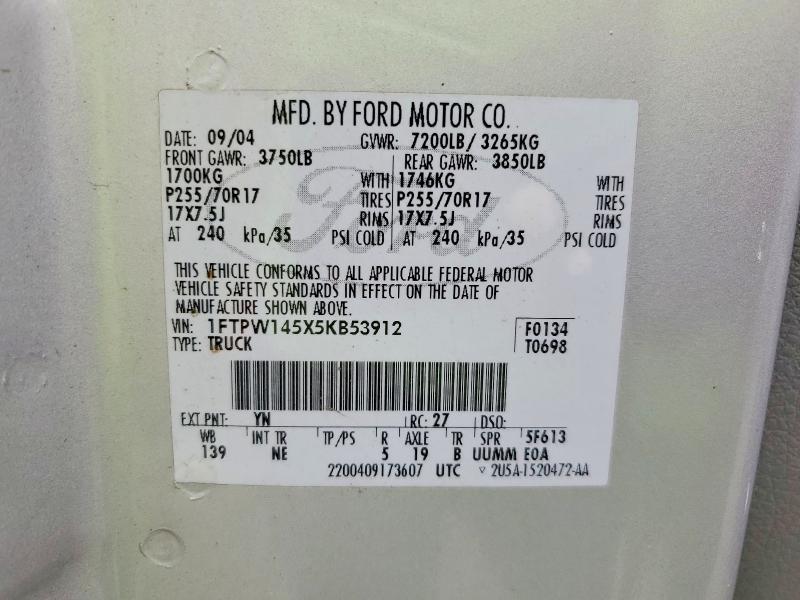 MFD. BY FORD MOTOR CO.
DATE: 09/04 GVWR: 7200LB/ 3265KG
FRONT GAWR: 3750LB REAR GAWR: 3850LB
1700KG WITH 1746KG WITH
P255/70R17 TIRES P255/70R17 TIRES
17X7.5J RIMS 17X7.5J RIMS
AT 240 kPa/35 PSI COLD AT 240 kPa/35 PSI COLD
Ford
THIS VEHICLE CONFORMS TO ALL APPLICABLE FEDERAL MOTOR
VEHICLE SAFETY STANDARDS IN EFFECT ON THE DATE OF
MANUFACTURE SHOWN ABOVE.
VIN: 1FTPW145X5KB53912 F0134
TYPE: TRUCK T0698
EXT PNT: YN RC: 27 DSO:
WB INT TR TP/PS R AXLE TR SPR 5F613
139 NE 5 19 B UUMM E0A
2200409173607 UTC ▿ 2U5A-1520472-AA